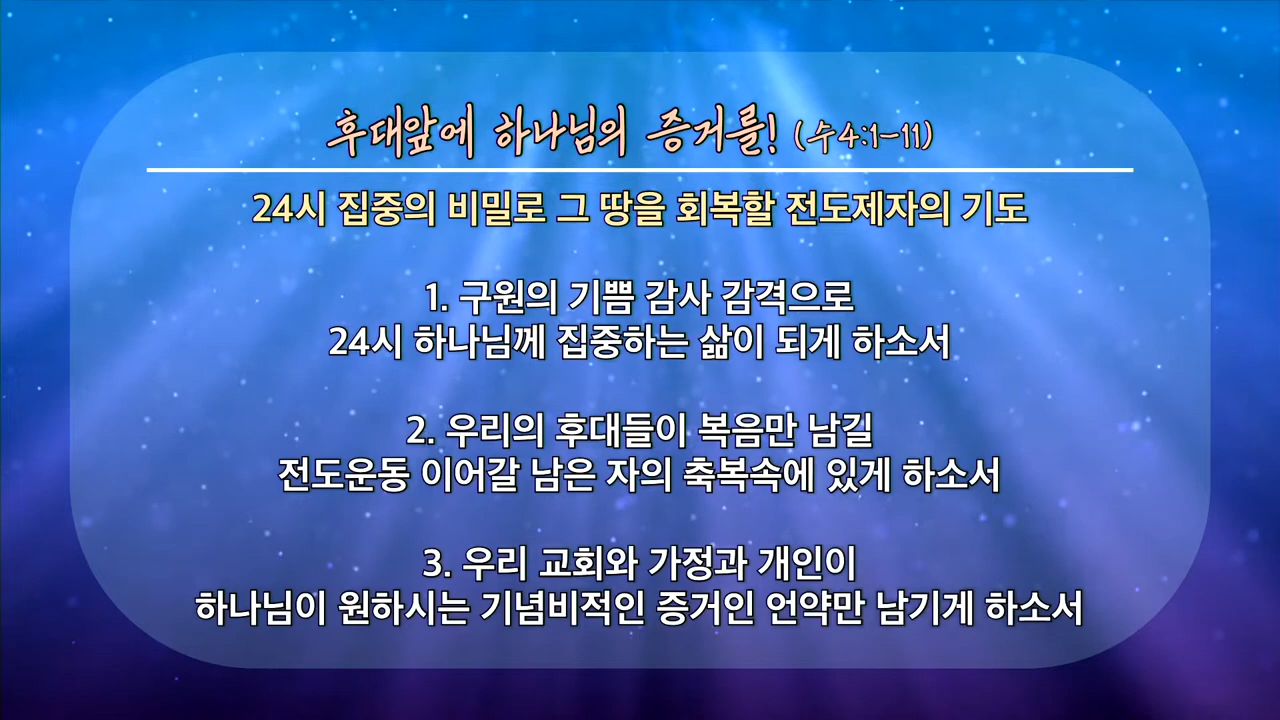 후대앞에 하나님의 증거를! (수4:1-11)
24시 집중의 비밀로 그 땅을 회복할 전도제자의 기도
1. 구원의 기쁨 감사 감격으로
24시 하나님께 집중하는 삶이 되게 하소서
2. 우리의 후대들이 복음만 남길
전도운동 이어갈 남은 자의 축복속에 있게 하소서
3. 우리 교회와 가정과 개인이
하나님이 원하시는 기념비적인 증거인 언약만 남기게 하소서